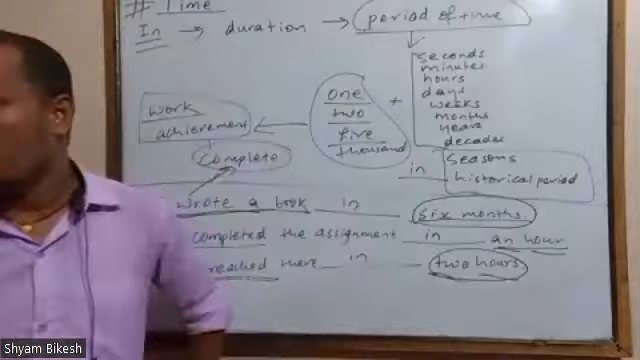 # Time
In → duration → period of time
seconds
minutes
hours
days
weeks
months
years
decades
one
two
five
thousand
+
work
achievement
complete
in
seasons
historical period
wrote a book in six months.
completed the assignment in an hour
reached there in two hours.
Shyam Bikesh